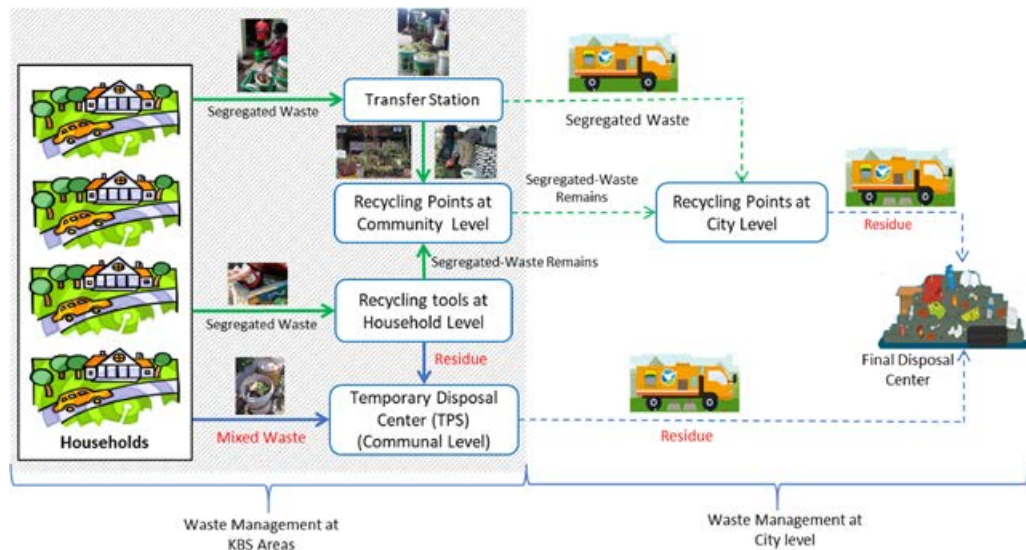 Transfer Station
Segregated Waste
Segregated Waste
Recycling Points at
Community Level
Segregated-Waste
Remains
Recycling Points at
City Level
Residue
Segregated-Waste Remains
Recycling tools at
Household Level
Segregated Waste
Residue
Final Disposal
Center
Temporary Disposal
Center (TPS)
(Communal Level)
Mixed Waste
Residue
Households
Waste Management at
KBS Areas
Waste Management at
City level